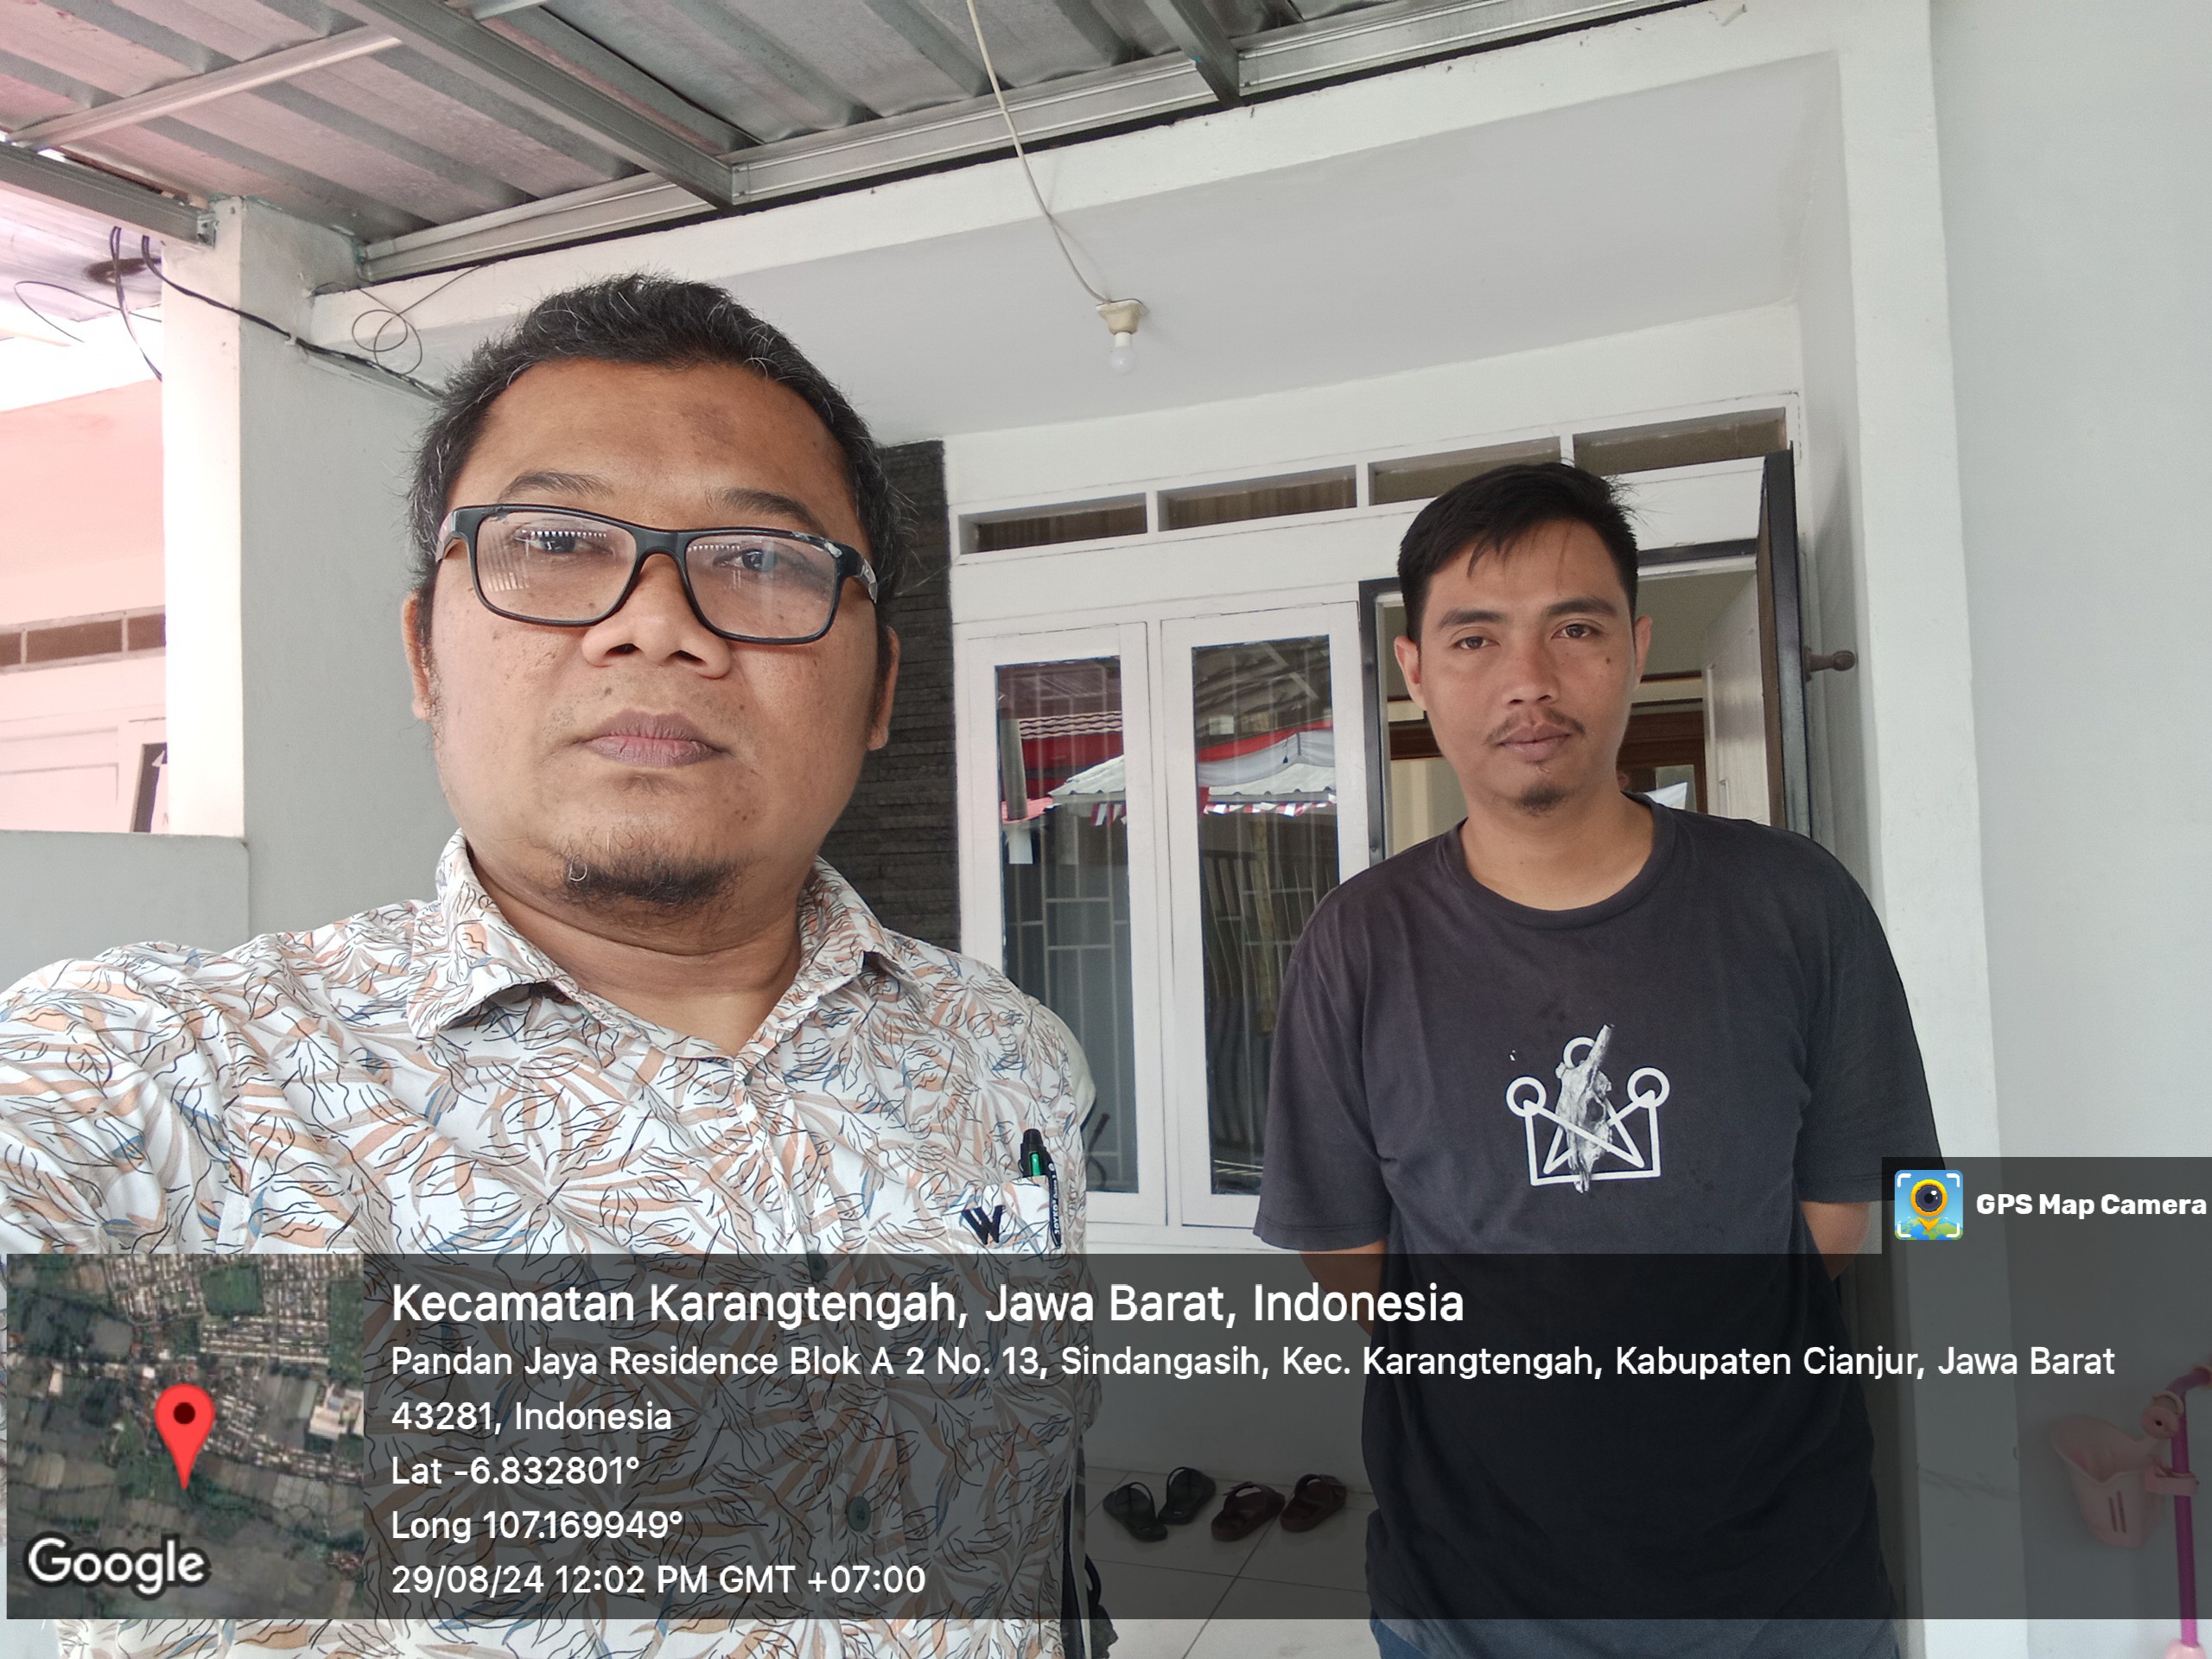 W
GPS Map Camera
Kecamatan Karangtengah, Jawa Barat, Indonesia
Pandan Jaya Residence Blok A 2 No. 13, Sindangasih, Kec. Karangtengah, Kabupaten Cianjur, Jawa Barat
43281, Indonesia
Lat -6.832801°
Long 107.169949°
29/08/24 12:02 PM GMT +07:00
Google